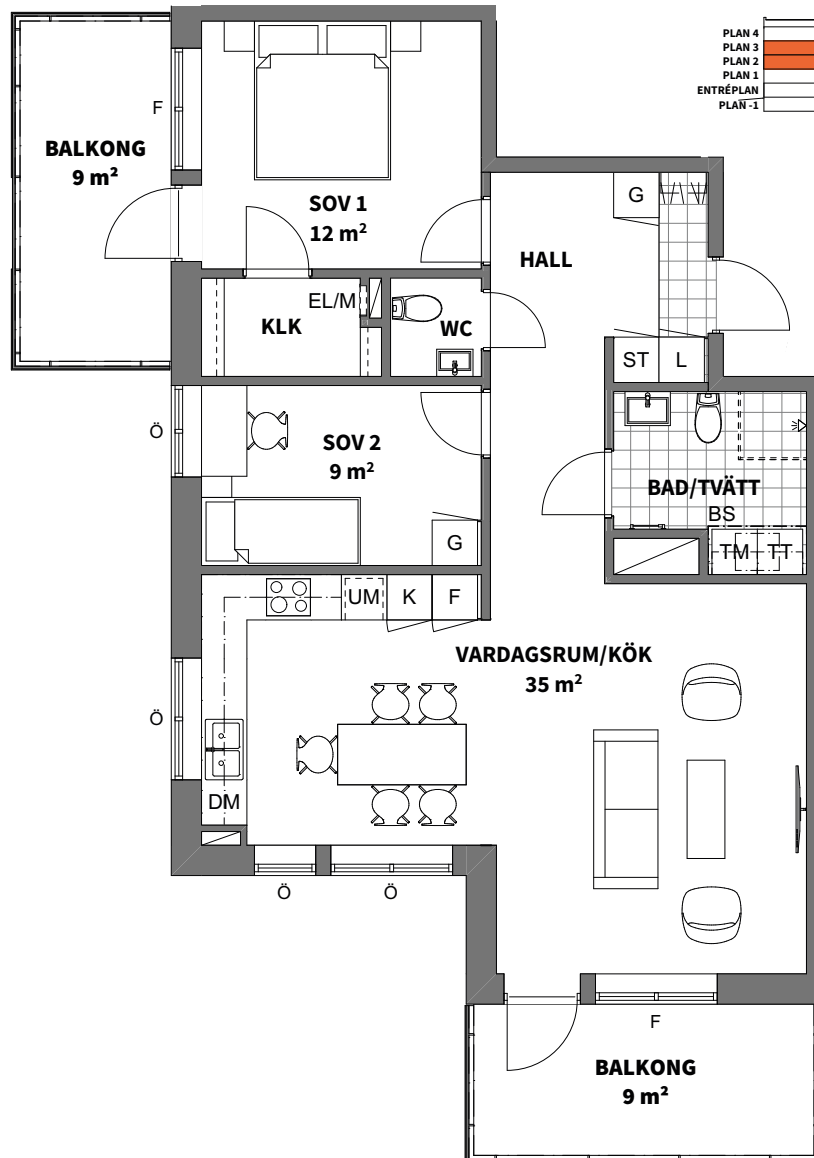 PLAN 4
PLAN 3
PLAN 2
PLAN 1
ENTRÉPLAN
PLAN -1
F
BALKONG
9 m²
SOV 1
12 m²
G
HALL
EL/M
KLK
WC
ST
L
Ö
SOV 2
9 m²
BAD/TVÄTT
BS
G
TM
TT
UM
K
F
VARDAGSRUM/KÖK
35 m²
Ö
DM
Ö
Ö
F
BALKONG
9 m²